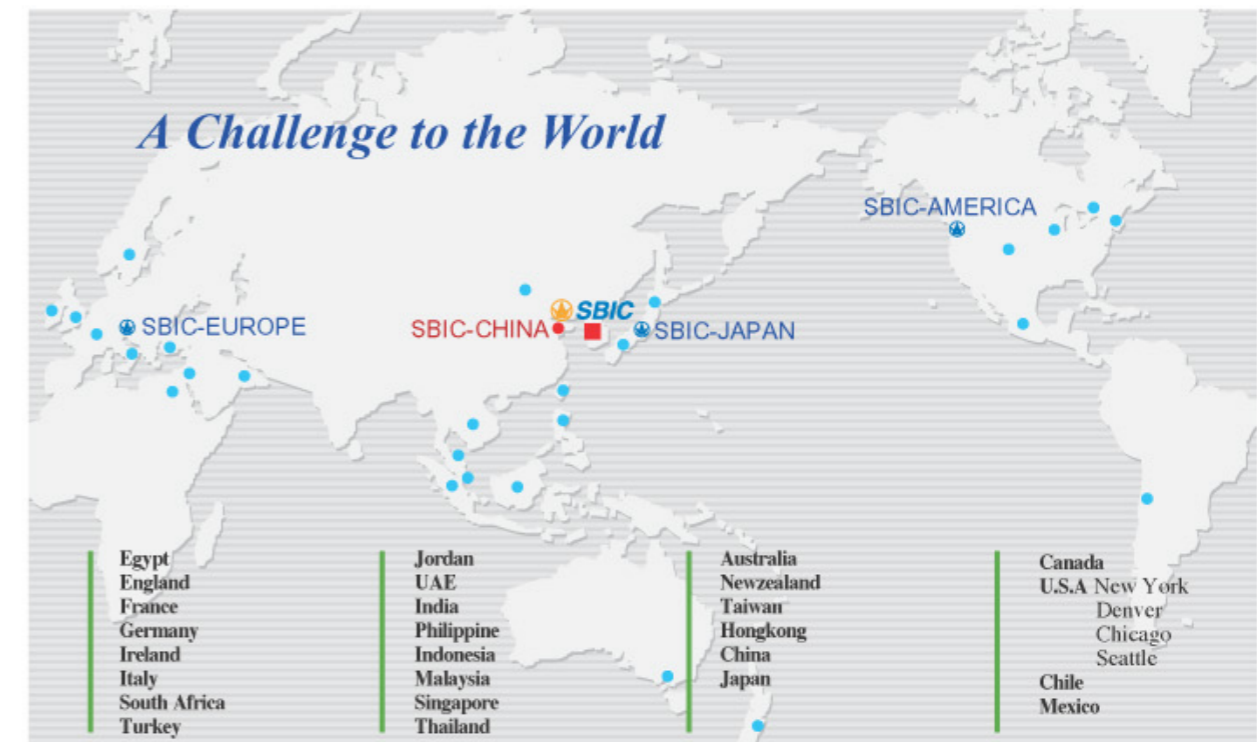 A Challenge to the World
SBIC-AMERICA
SBIC
SBIC-EUROPE
SBIC-CHINA
SBIC-JAPAN
Egypt
England
France
Germany
Ireland
Italy
South Africa
Turkey
Jordan
UAE
India
Philippine
Indonesia
Malaysia
Singapore
Thailand
Australia
Newzealand
Taiwan
Hongkong
China
Japan
Canada
U.S.A New York
Denver
Chicago
Seattle
Chile
Mexico